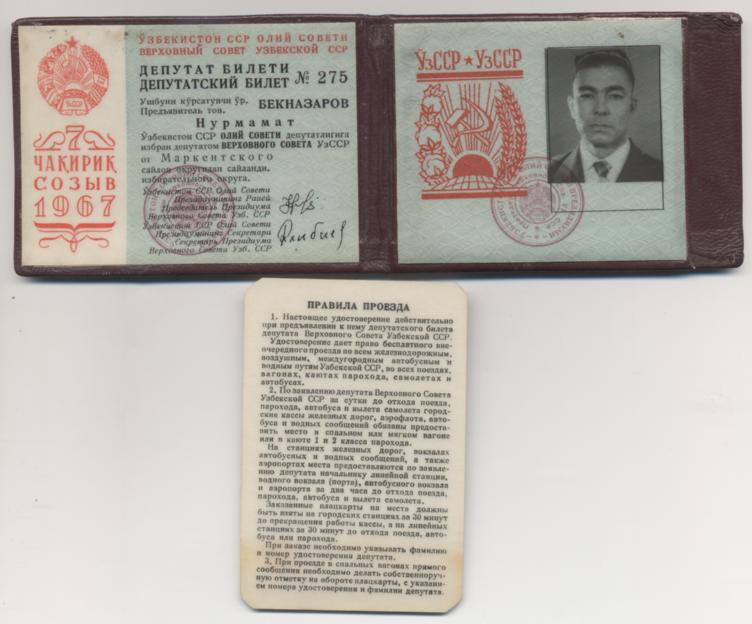 ЎЗБЕКИСТОН ССР ОЛИЙ СОВЕТИ
ВЕРХОВНЫЙ СОВЕТ УЗБЕКСКОЙ ССР
ДЕПУТАТ БИЛЕТИ
ДЕПУТАТСКИЙ БИЛЕТ № 275
Ушбуни кўрсатувчи ўр.
Предъявитель тов. БЕКНАЗАРОВ
Нурмамат
Ўзбекистон ССР ОЛИЙ СОВЕТИ депутатлигига
избран депутатом ВЕРХОВНОГО СОВЕТА УзССР
от Маркентского
сайлов округидан сайланди.
избирательного округа.
Ўзбекистон ССР Олий Совети
Президиумининг Раиси
Председатель Президиума
Верховного Совета Узб. ССР
Ўзбекистон ССР Олий Совети
Президиумининг Секретари
Секретарь Президиума
Верховного Совета Узб. ССР
7
ЧАҚИРИҚ
СОЗЫВ
1967
ЎзССР ★ УзССР
ПРАВИЛА ПРОЕЗДА
1. Настоящее удостоверение действительно
при предъявлении к нему депутатского билета
депутата Верховного Совета Узбекской ССР.
Удостоверение дает право бесплатного вне-
очередного проезда по всем железнодорожным,
воздушным, междугородным автобусным и
водным путям Узбекской ССР, во всех поездах,
вагонах, каютах парохода, самолетах и
автобусах.
2. По заявлению депутата Верховного Совета
Узбекской ССР за сутки до отхода поезда,
парохода, автобуса и вылета самолета город-
ские кассы железных дорог, аэрофлота, авто-
буса и водных сообщений обязаны предоста-
вить место в спальном или мягком вагоне
или в каюте 1 и 2 класса парохода.
На станциях железных дорог, вокзалах
автобусных и водных сообщений, а также
аэропортах места предоставляются по заявле-
нию депутата начальнику линейной станции,
водного вокзала (порта), автобусного вокзала
и аэропорта за два часа до отхода поезда,
парохода, автобуса и вылета самолета.
Заказанные плацкарты на места должны
быть взяты на городских станциях за 30 минут
до прекращения работы кассы, а на линейных
станциях за 30 минут до отхода поезда, авто-
буса или парохода.
При заказе необходимо указывать фамилию
и номер удостоверения депутата.
3. При проезде в спальных вагонах прямого
сообщения необходимо делать собственноруч-
ную отметку на обороте плацкарты, с указани-
ем номера удостоверения и фамилии депутата.